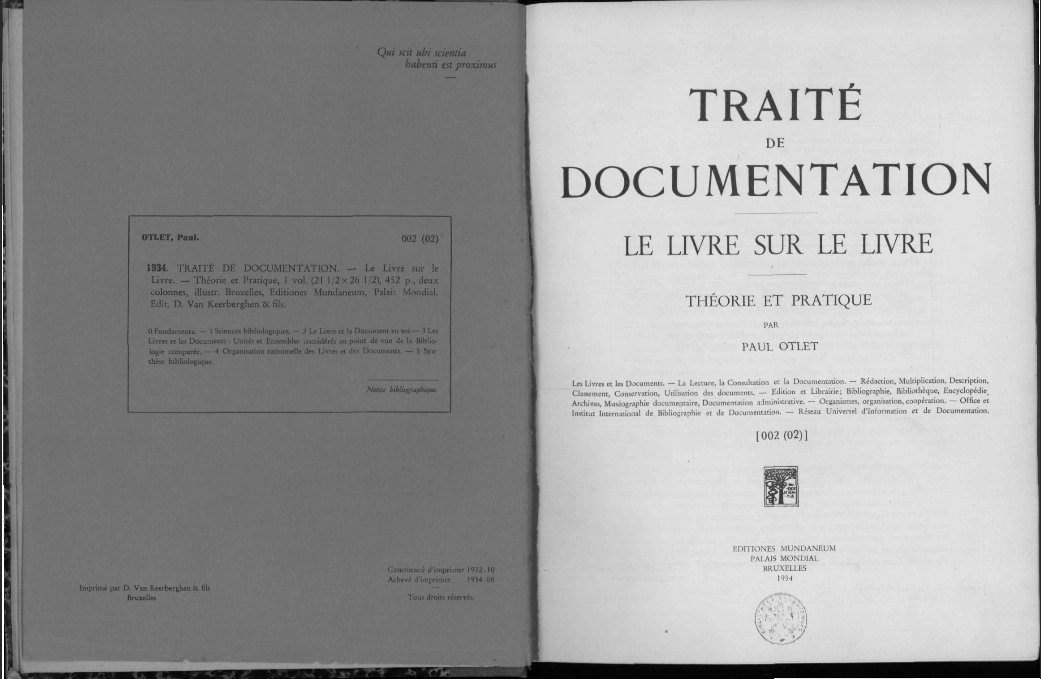 Qui scit ubi scientia
habenti est proximus
OTLET, Paul. 002 (02)
1934. TRAITÉ DE DOCUMENTATION. — Le Livre sur le
Livre. — Théorie et Pratique, 1 vol. (21 1/2 × 26 1/2), 452 p., deux
colonnes, illustr. Bruxelles, Editiones Mundaneum, Palais Mondial.
Edit. D. Van Keerberghen & fils.
0 Fundamenta. — 1 Sciences bibliologiques. — 2 Le Livre et le Document en soi. — 3 Les
Livres et les Documents : Unités et Ensembles considérés au point de vue de la Biblio-
logie comparée. — 4 Organisation rationnelle des Livres et des Documents. — 5 Syn-
thèse bibliologique.
Notice bibliographique.
Commencé d'imprimer 1932-10
Achevé d'imprimer 1934-08
Imprimé par D. Van Keerberghen & fils
Bruxelles
Tous droits réservés.
TRAITÉ
DE
DOCUMENTATION
LE LIVRE SUR LE LIVRE
THÉORIE ET PRATIQUE
PAR
PAUL OTLET
Les Livres et les Documents. — La Lecture, la Consultation et la Documentation. — Rédaction, Multiplication, Description,
Classement, Conservation, Utilisation des documents. — Edition et Librairie; Bibliographie, Bibliothèque, Encyclopédie,
Archives, Muséographie documentaire, Documentation administrative. — Organismes, organisation, coopération. — Office et
Institut International de Bibliographie et de Documentation. — Réseau Universel d'Information et de Documentation.
[002 (02)]
EDITIONES MUNDANEUM
PALAIS MONDIAL
BRUXELLES
1934